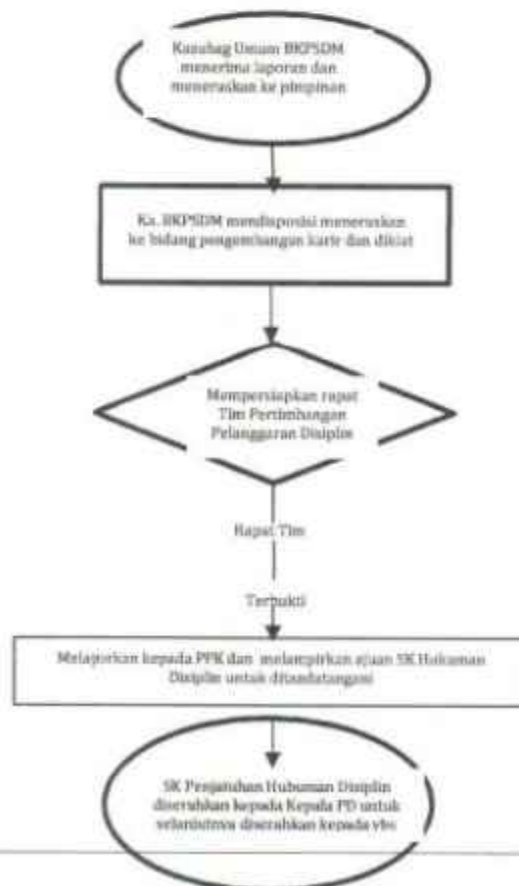 Kasubag Umum BKPSDM
menerima laporan dan
meneruskan ke pimpinan
Ka. BKPSDM mendisposisi meneruskan
ke bidang pengembangan karir dan diklat
Mempersiapkan rapat
Tim Pertimbangan
Pelanggaran Disiplin
Rapat Tim
Terbukti
Melaporkan kepada PPK dan melampirkan ajuan SK Hukuman
Disiplin untuk ditandatangani
SK Penjatuhan Hukuman Disiplin
diserahkan kepada Kepala PD untuk
selanjutnya diserahkan kepada ybs